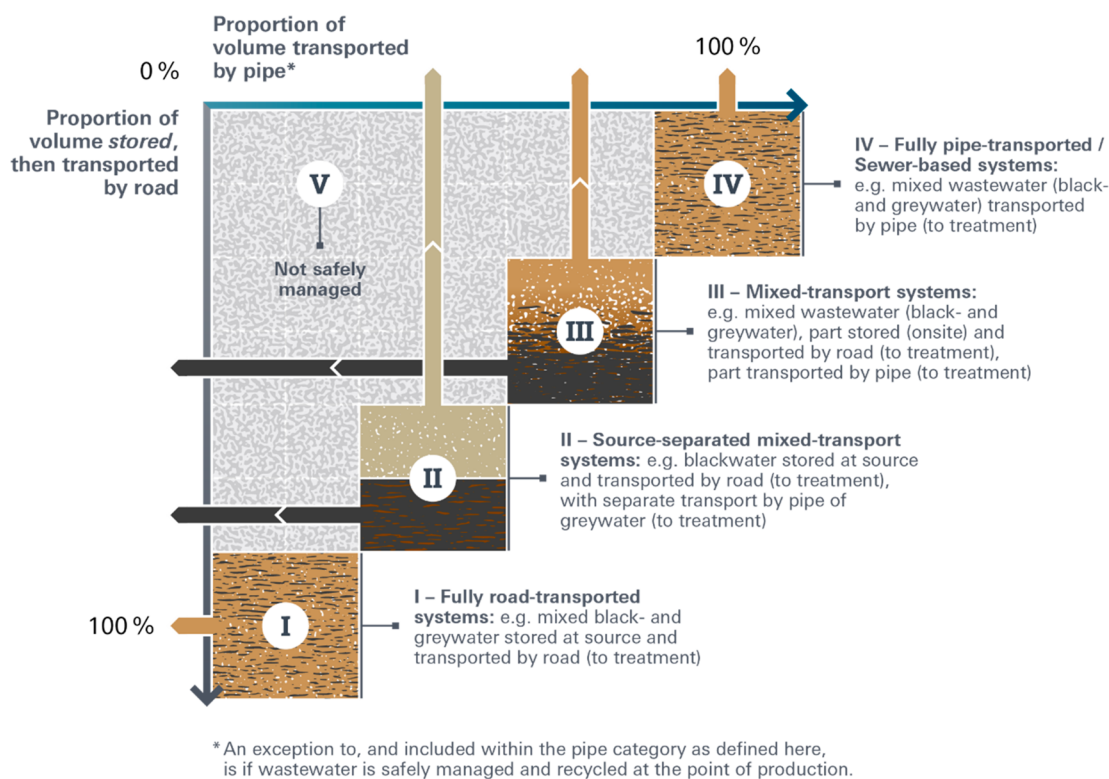 Proportion of
volume transported
by pipe*
0 %
100 %
Proportion of
volume stored,
then transported
by road
V
Not safely
managed
IV
IV – Fully pipe-transported /
Sewer-based systems:
e.g. mixed wastewater (black-
and greywater) transported
by pipe (to treatment)
III
III – Mixed-transport systems:
e.g. mixed wastewater (black- and
greywater), part stored (onsite) and
transported by road (to treatment),
part transported by pipe (to treatment)
II
II – Source-separated mixed-transport
systems: e.g. blackwater stored at source
and transported by road (to treatment),
with separate transport by pipe of
greywater (to treatment)
100 %
I
I – Fully road-transported
systems: e.g. mixed black- and
greywater stored at source and
transported by road (to treatment)
* An exception to, and included within the pipe category as defined here,
is if wastewater is safely managed and recycled at the point of production.